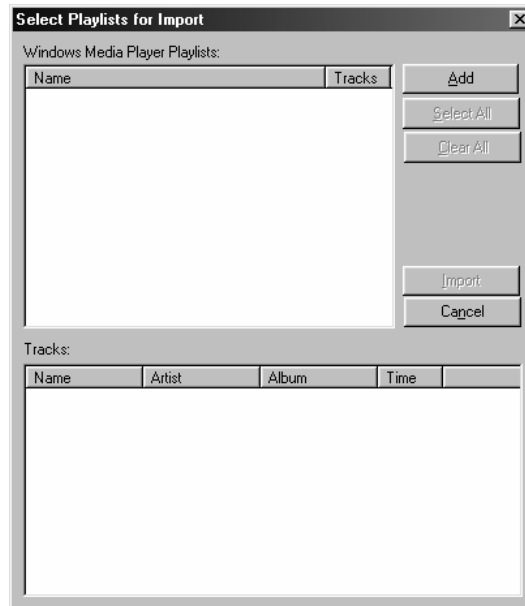 Select Playlists for Import
Windows Media Player Playlists:
Name Tracks
Add
Select All
Clear All
Import
Cancel
Tracks:
Name Artist Album Time